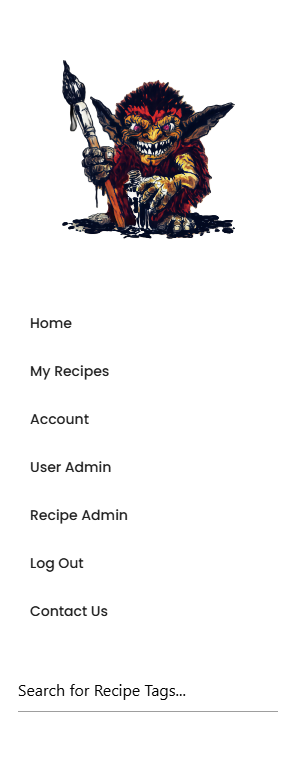 Home
My Recipes
Account
User Admin
Recipe Admin
Log Out
Contact Us
Search for Recipe Tags...